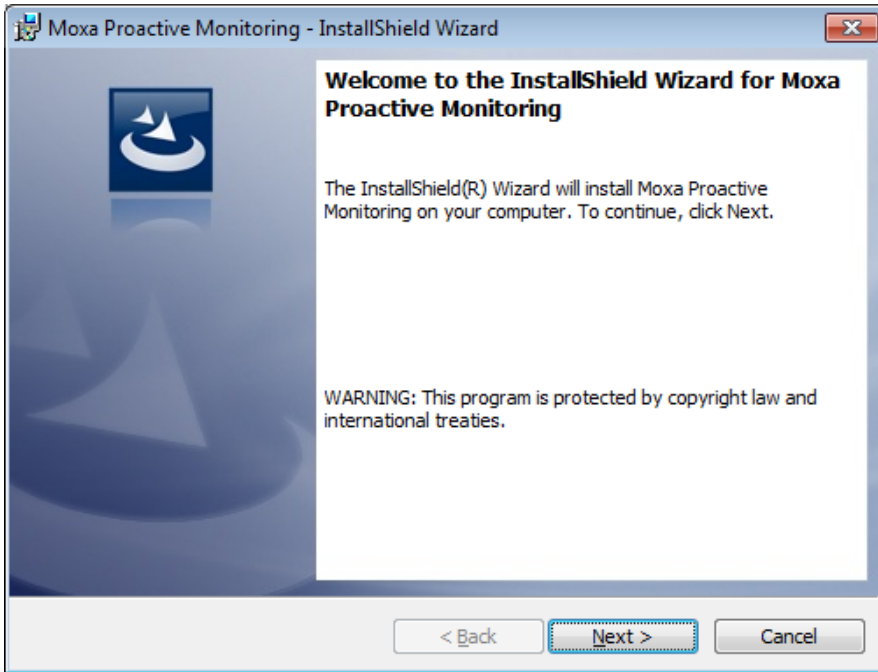 Moxa Proactive Monitoring - InstallShield Wizard
Welcome to the InstallShield Wizard for Moxa
Proactive Monitoring
The InstallShield(R) Wizard will install Moxa Proactive
Monitoring on your computer. To continue, click Next.
WARNING: This program is protected by copyright law and
international treaties.
< Back
Next >
Cancel